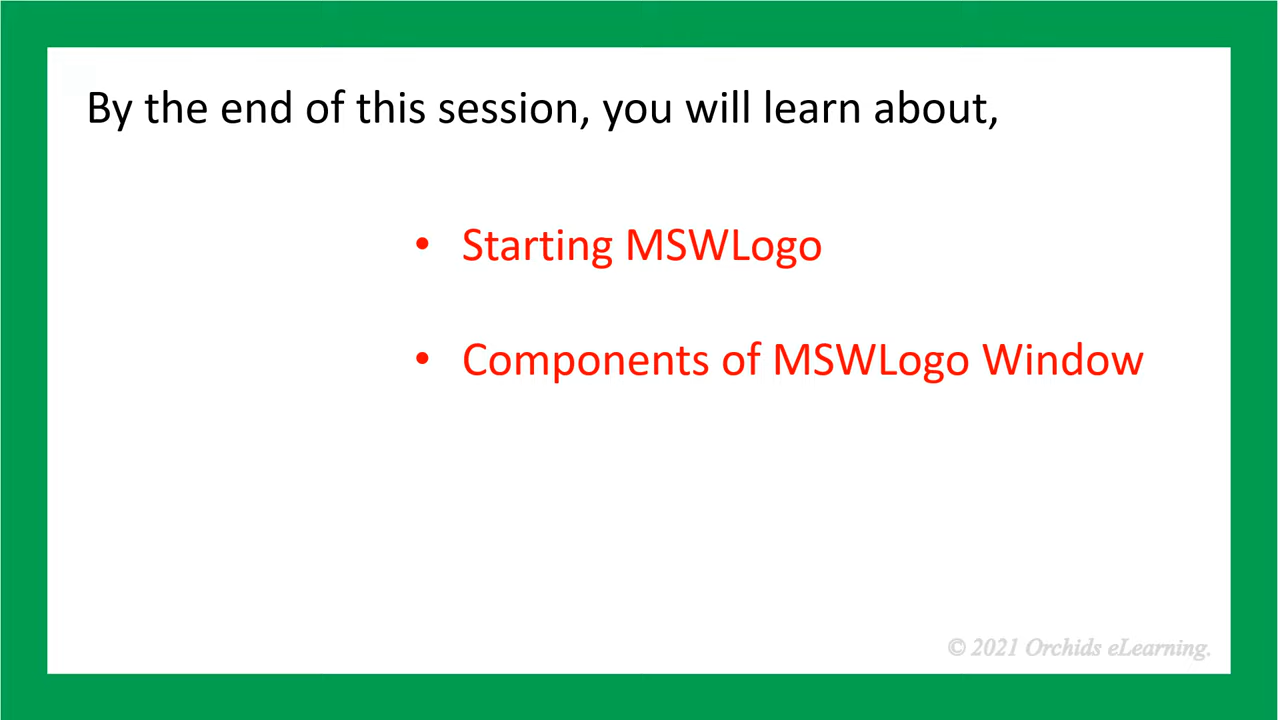 By the end of this session, you will learn about,
• Starting MSWLogo
• Components of MSWLogo Window
© 2021 Orchids eLearning.